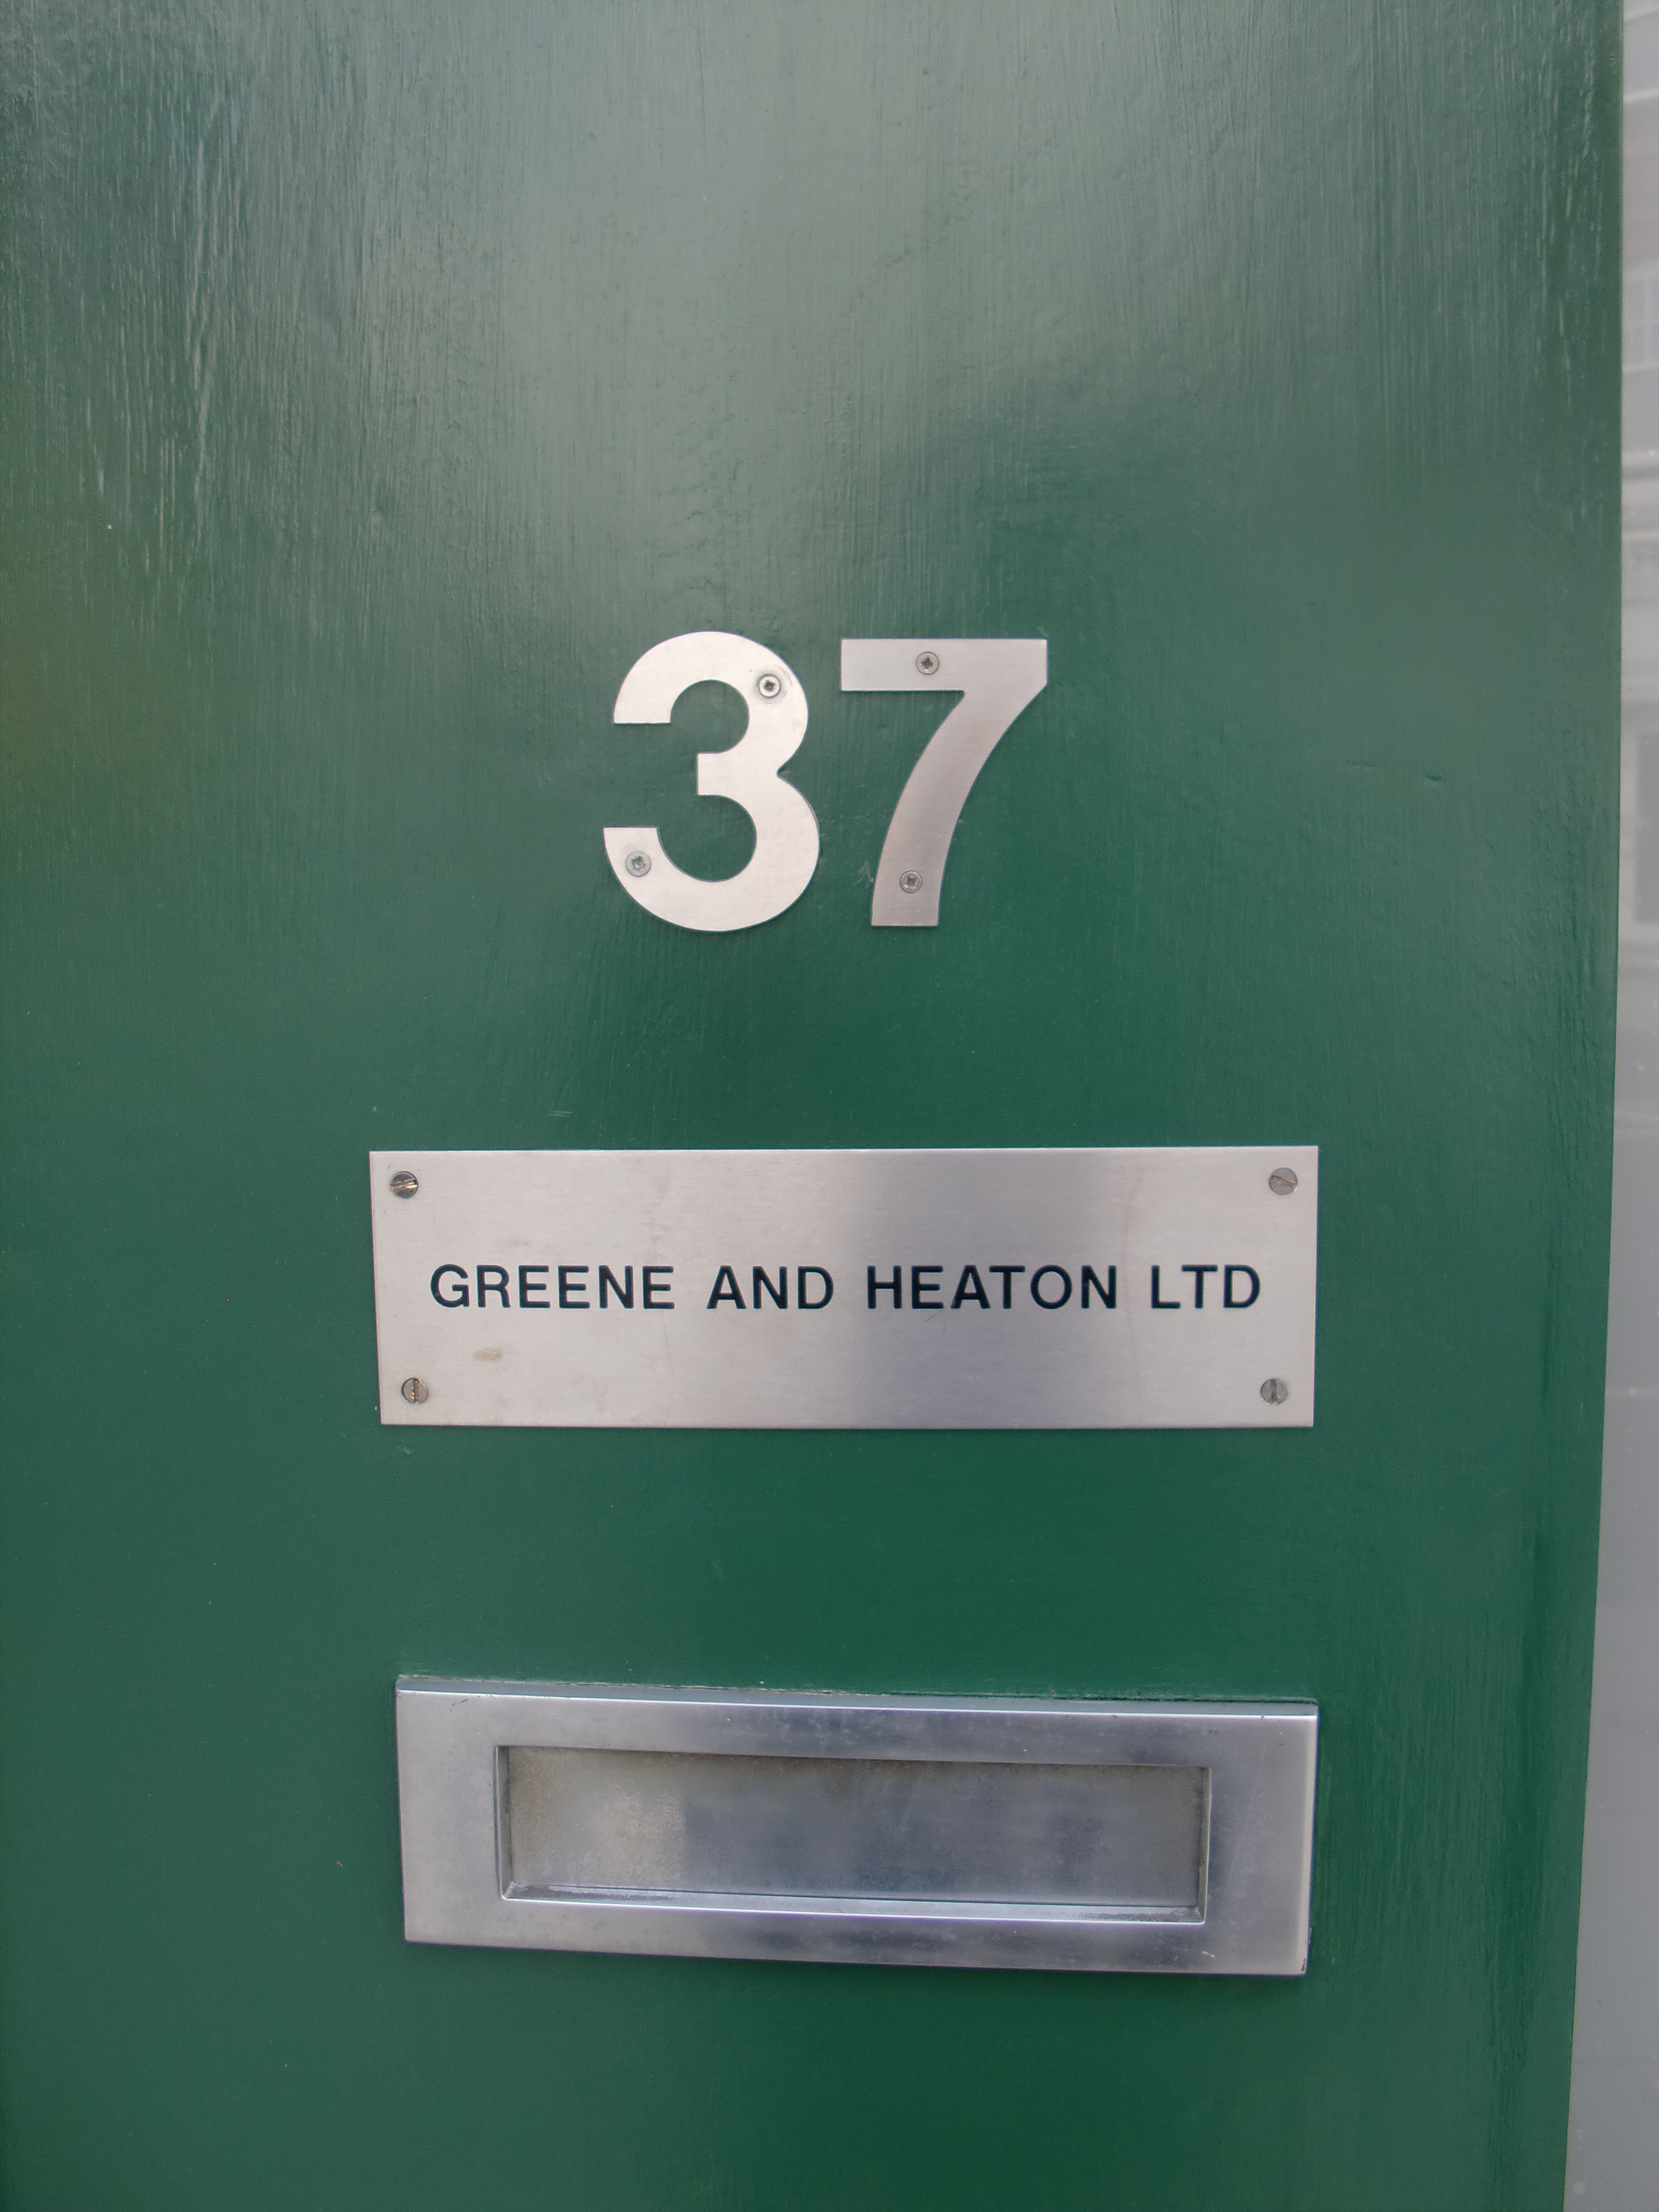 37
GREENE AND HEATON LTD